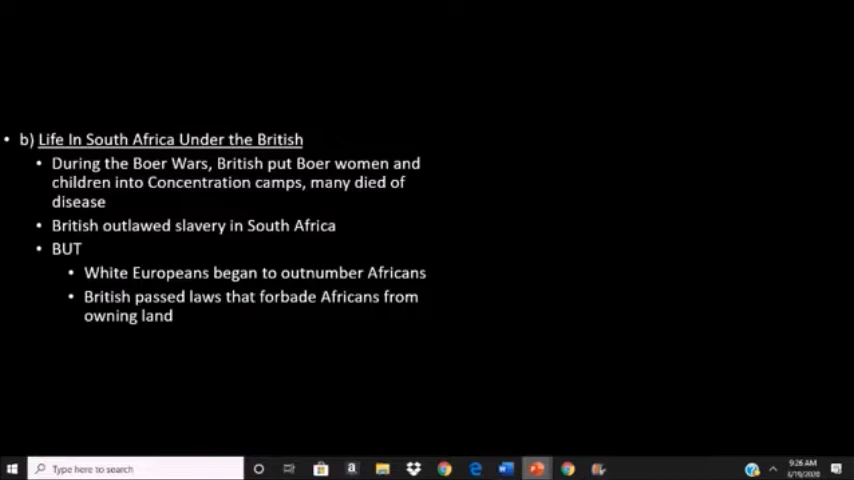 • b) Life In South Africa Under the British
• During the Boer Wars, British put Boer women and
children into Concentration camps, many died of
disease
• British outlawed slavery in South Africa
• BUT
• White Europeans began to outnumber Africans
• British passed laws that forbade Africans from
owning land
Type here to search
9:26 AM